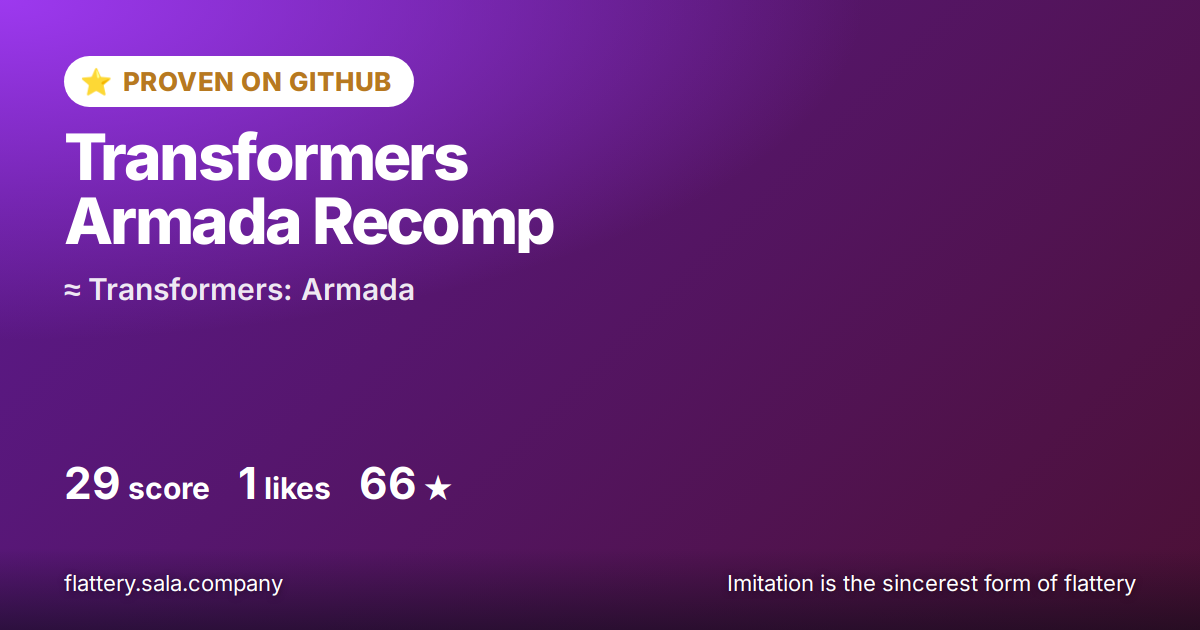 ⭐ PROVEN ON GITHUB
Transformers
Armada Recomp
≈ Transformers: Armada
29 score 1 likes 66 ★
flattery.sala.company
Imitation is the sincerest form of flattery